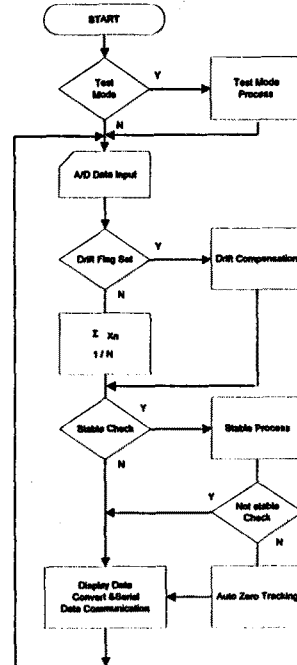 START
Test
Mode
Y
Test Mode
Process
N
A/D Data Input
Drift Flag Set
Y
Drift Compensation
N
Σ Xn
1 / N
Stable Check
Y
Stable Process
N
Y
Not stable
Check
N
Display Data
Convert &Serial
Data Communication
Auto Zero Tracking